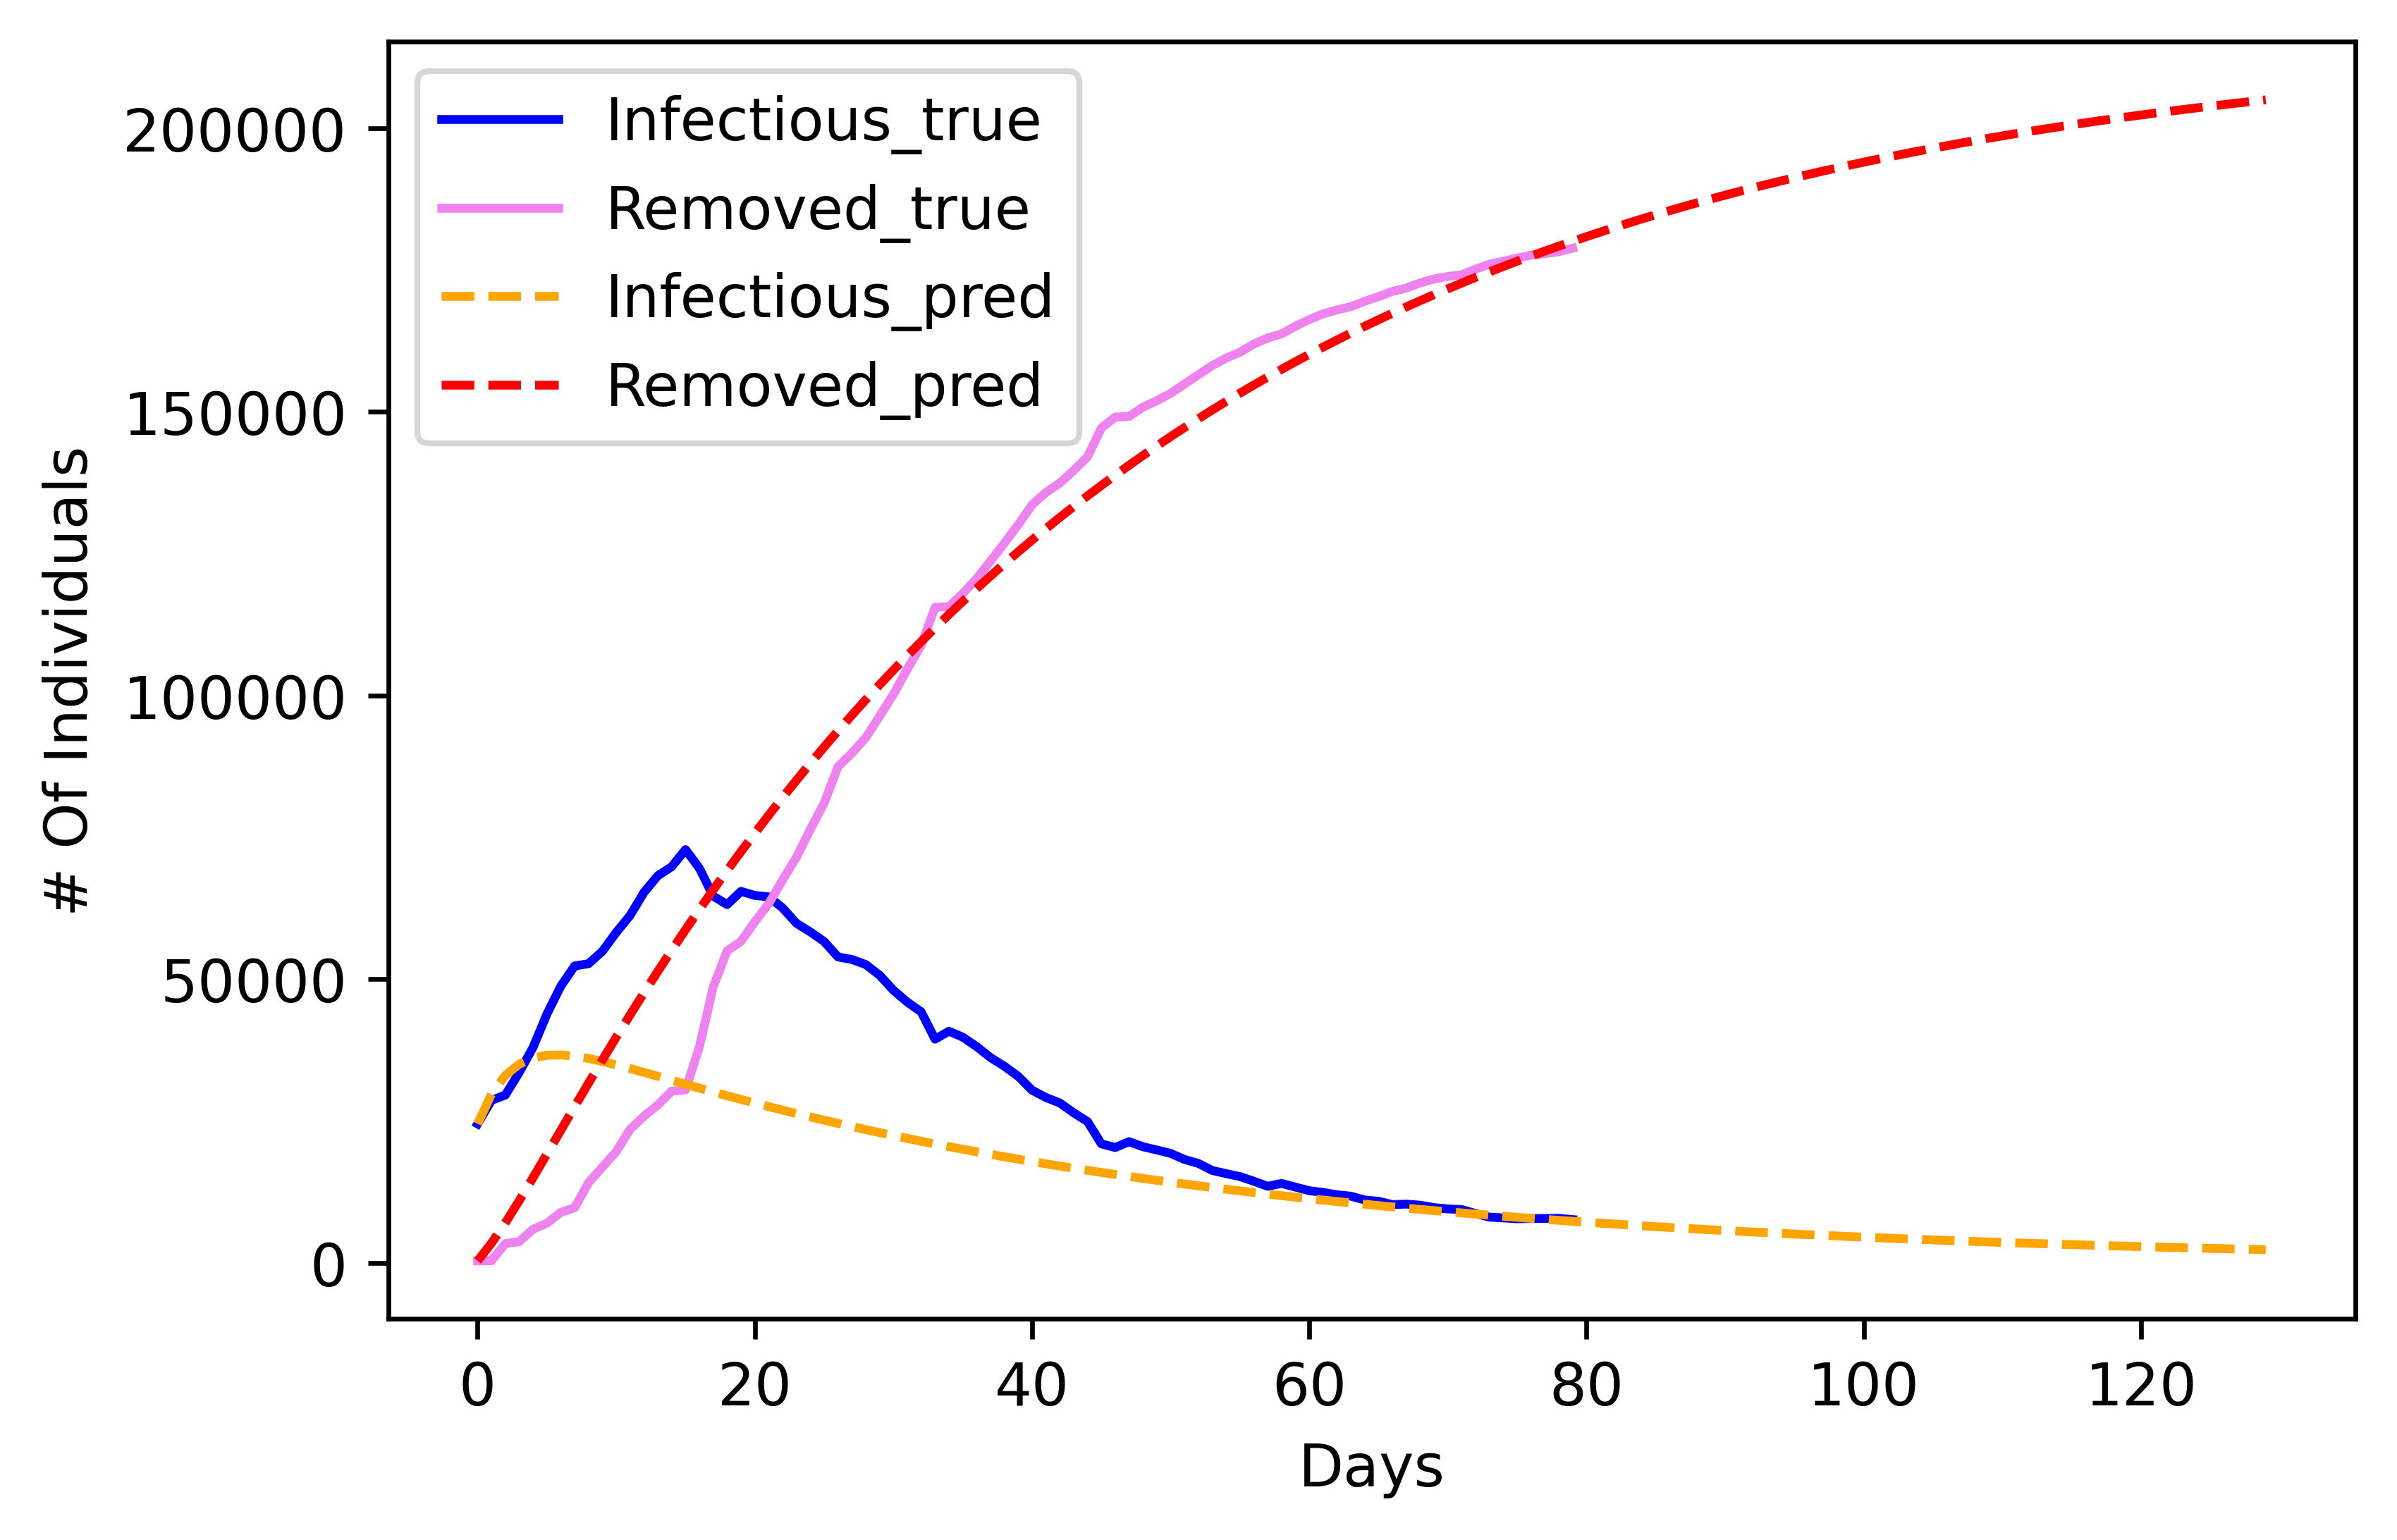 Infectious_true
Removed_true
Infectious_pred
Removed_pred
# Of Individuals
200000
150000
100000
50000
0
0 20 40 60 80 100 120
Days